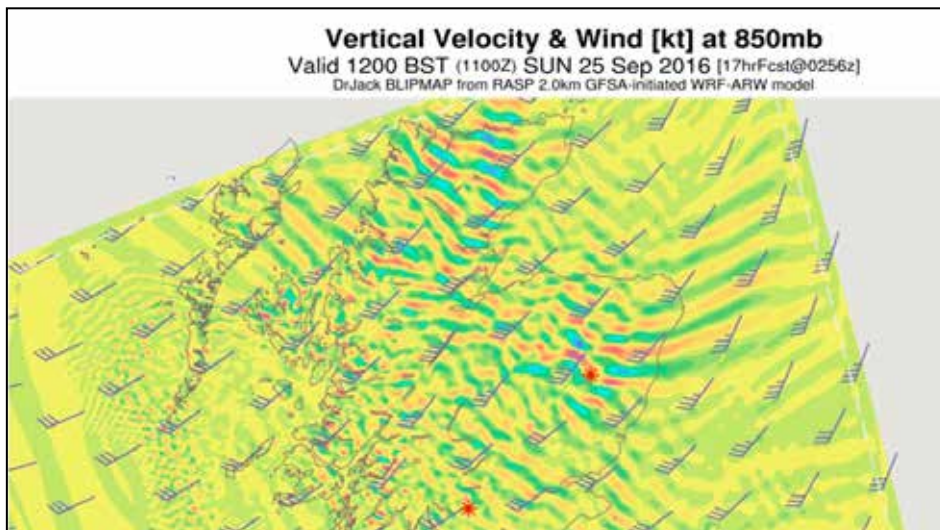 Vertical Velocity & Wind [kt] at 850mb
Valid 1200 BST (1100Z) SUN 25 Sep 2016 [17hrFcst@0256z]
DrJack BLIPMAP from RASP 2.0km GFSA-initiated WRF-ARW model